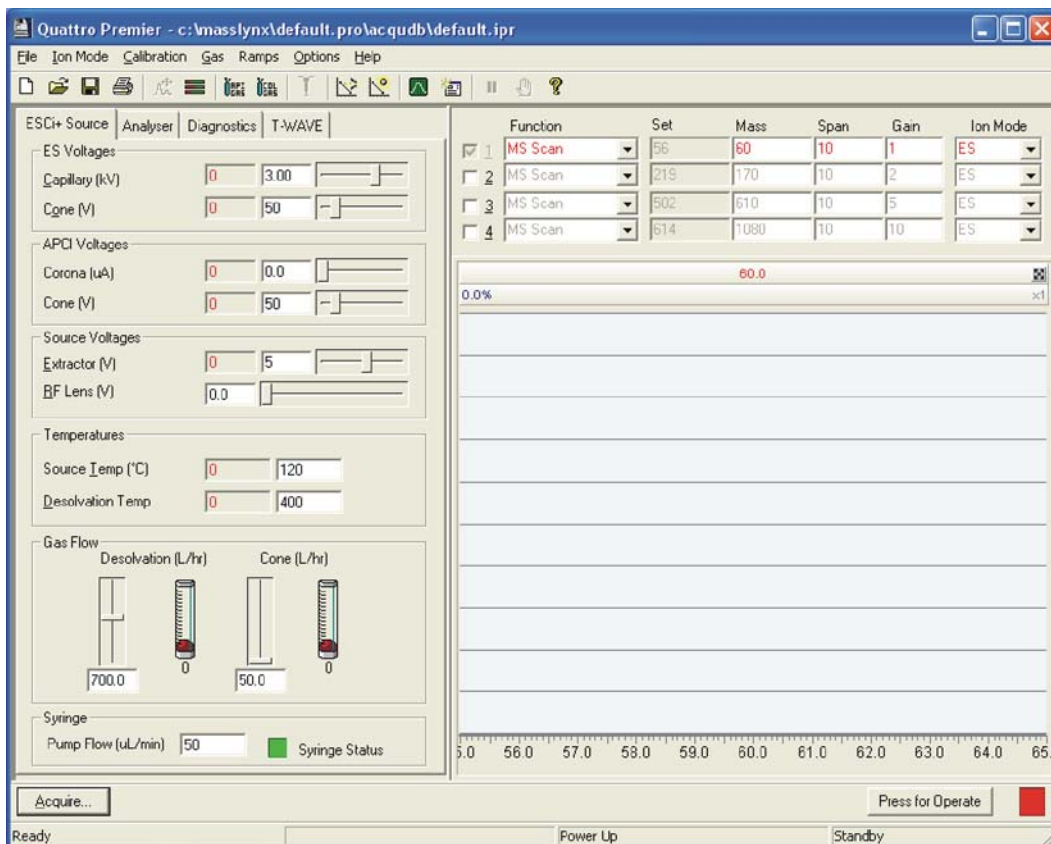 Quattro Premier - c:\masslynx\default.pro\acqudb\default.ipr
File Ion Mode Calibration Gas Ramps Options Help
ESCi+ Source Analyser Diagnostics T-WAVE
ES Voltages
Capillary (kV) 0 3.00
Cone (V) 0 50
APCI Voltages
Corona (uA) 0 0.0
Cone (V) 0 50
Source Voltages
Extractor (V) 0 5
RF Lens (V) 0.0
Temperatures
Source Temp (°C) 0 120
Desolvation Temp 0 400
Gas Flow
Desolvation (L/hr) Cone (L/hr)
0 0
700.0 50.0
Syringe
Pump Flow (uL/min) 50 Syringe Status
Function Set Mass Span Gain Ion Mode
1 MS Scan 56 60 10 1 ES
2 MS Scan 219 170 10 2 ES
3 MS Scan 502 610 10 5 ES
4 MS Scan 614 1080 10 10 ES
60.0
0.0% x1
5.0 56.0 57.0 58.0 59.0 60.0 61.0 62.0 63.0 64.0 65.
Acquire... Press for Operate
Ready Power Up Standby